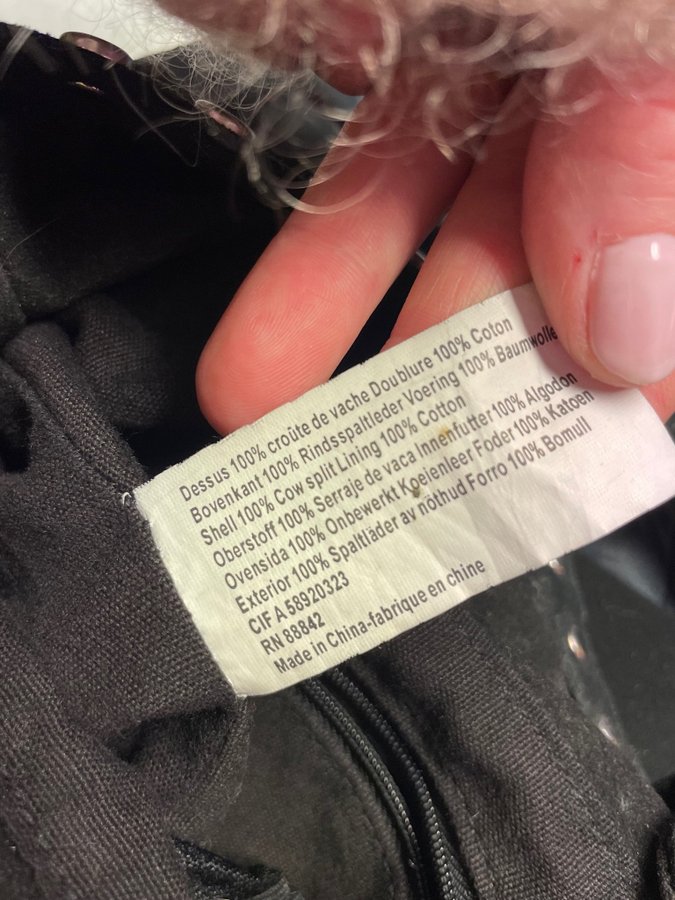 Dessus 100% croûte de vache Doublure 100% Coton
Bovenkant 100% Rindsspaltleder Voering 100% Baumwolle
Shell 100% Cow split Lining 100% Cotton
Oberstoff 100% Serraje de vaca Innenfutter 100% Algodon
Ovensida 100% Onbewerkt Koeienleer Foder 100% Katoen
Exterior 100% Spaltläder av nothud Forro 100% Bomull
CIF A 58920323
RN 88842
Made in China-fabrique en chine